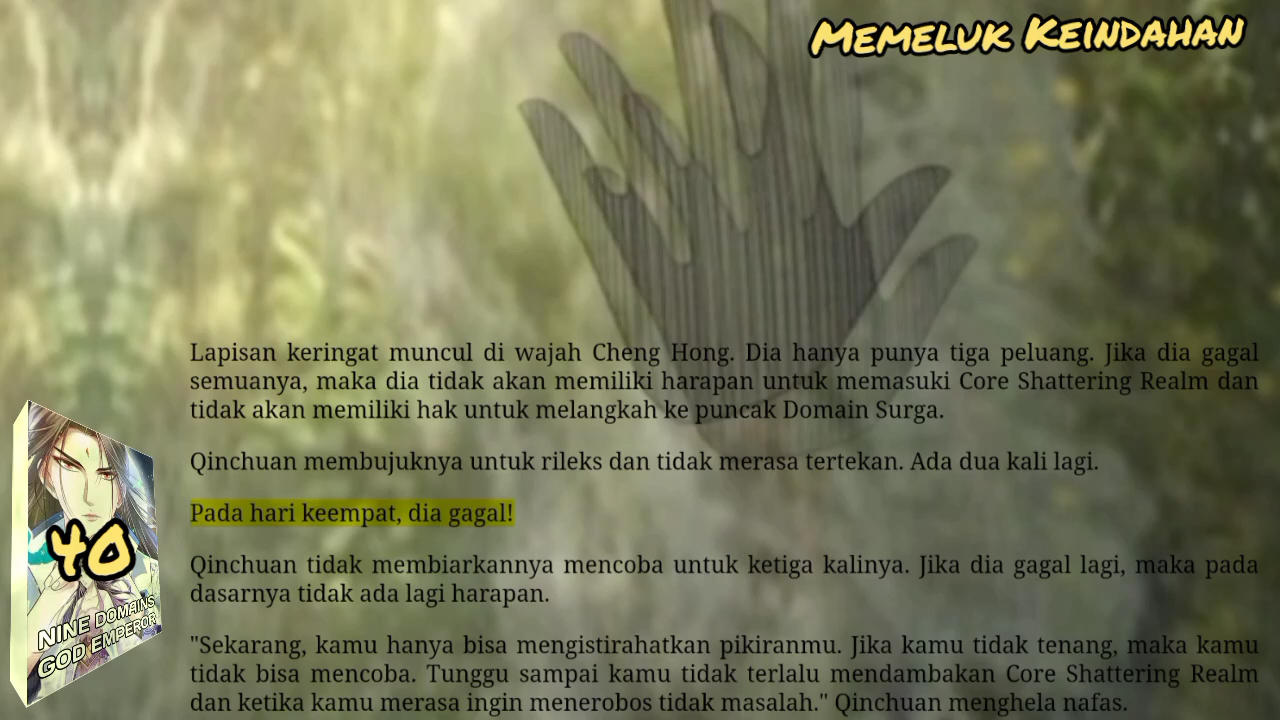 Memeluk Keindahan
Lapisan keringat muncul di wajah Cheng Hong. Dia hanya punya tiga peluang. Jika dia gagal
semuanya, maka dia tidak akan memiliki harapan untuk memasuki Core Shattering Realm dan
tidak akan memiliki hak untuk melangkah ke puncak Domain Surga.
Qinchuan membujuknya untuk rileks dan tidak merasa tertekan. Ada dua kali lagi.
Pada hari keempat, dia gagal!
Qinchuan tidak membiarkannya mencoba untuk ketiga kalinya. Jika dia gagal lagi, maka pada
dasarnya tidak ada lagi harapan.
"Sekarang, kamu hanya bisa mengistirahatkan pikiranmu. Jika kamu tidak tenang, maka kamu
tidak bisa mencoba. Tunggu sampai kamu tidak terlalu mendambakan Core Shattering Realm
dan ketika kamu merasa ingin menerobos tidak masalah." Qinchuan menghela nafas.
40
NINE DOMAINS
GOD EMPEROR